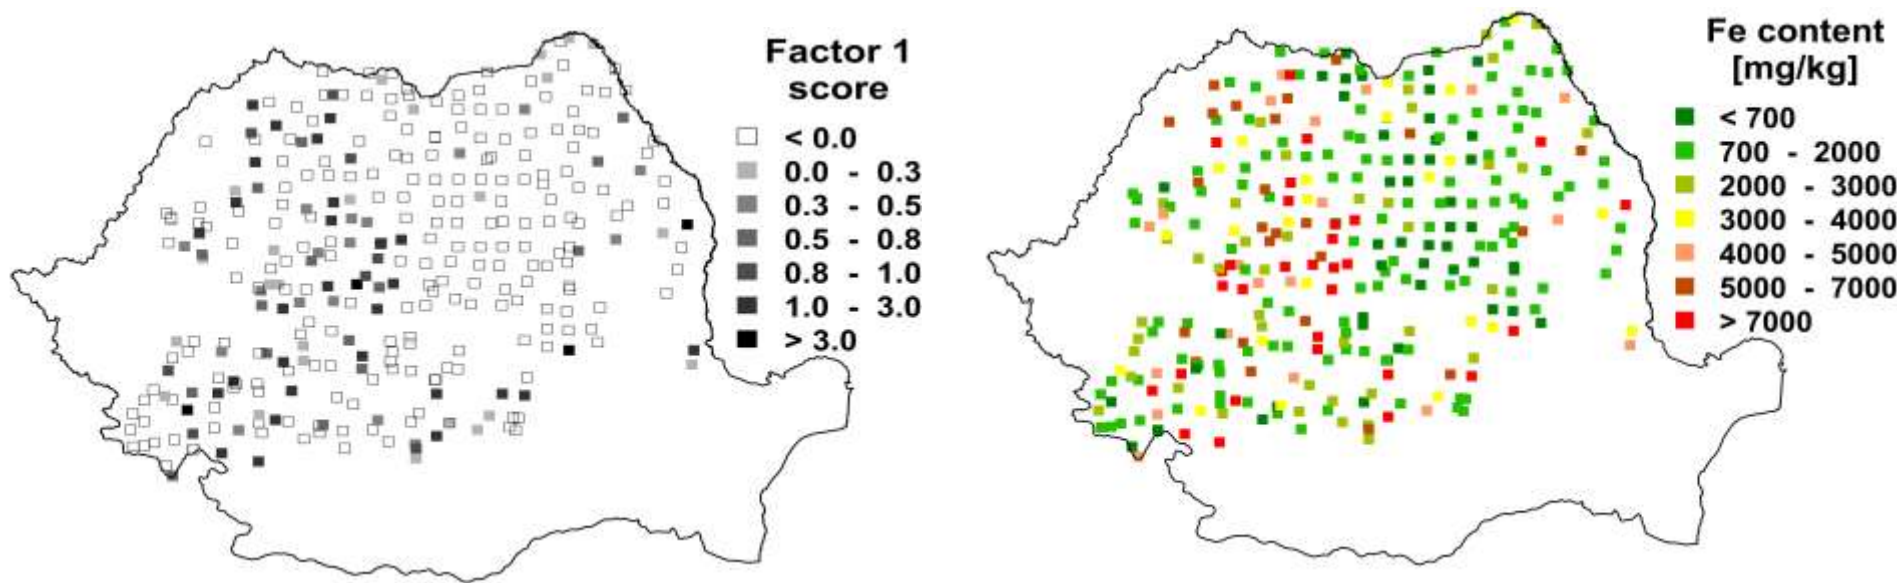 Factor 1
score
< 0.0
0.0 - 0.3
0.3 - 0.5
0.5 - 0.8
0.8 - 1.0
1.0 - 3.0
> 3.0
Fe content
[mg/kg]
< 700
700 - 2000
2000 - 3000
3000 - 4000
4000 - 5000
5000 - 7000
> 7000